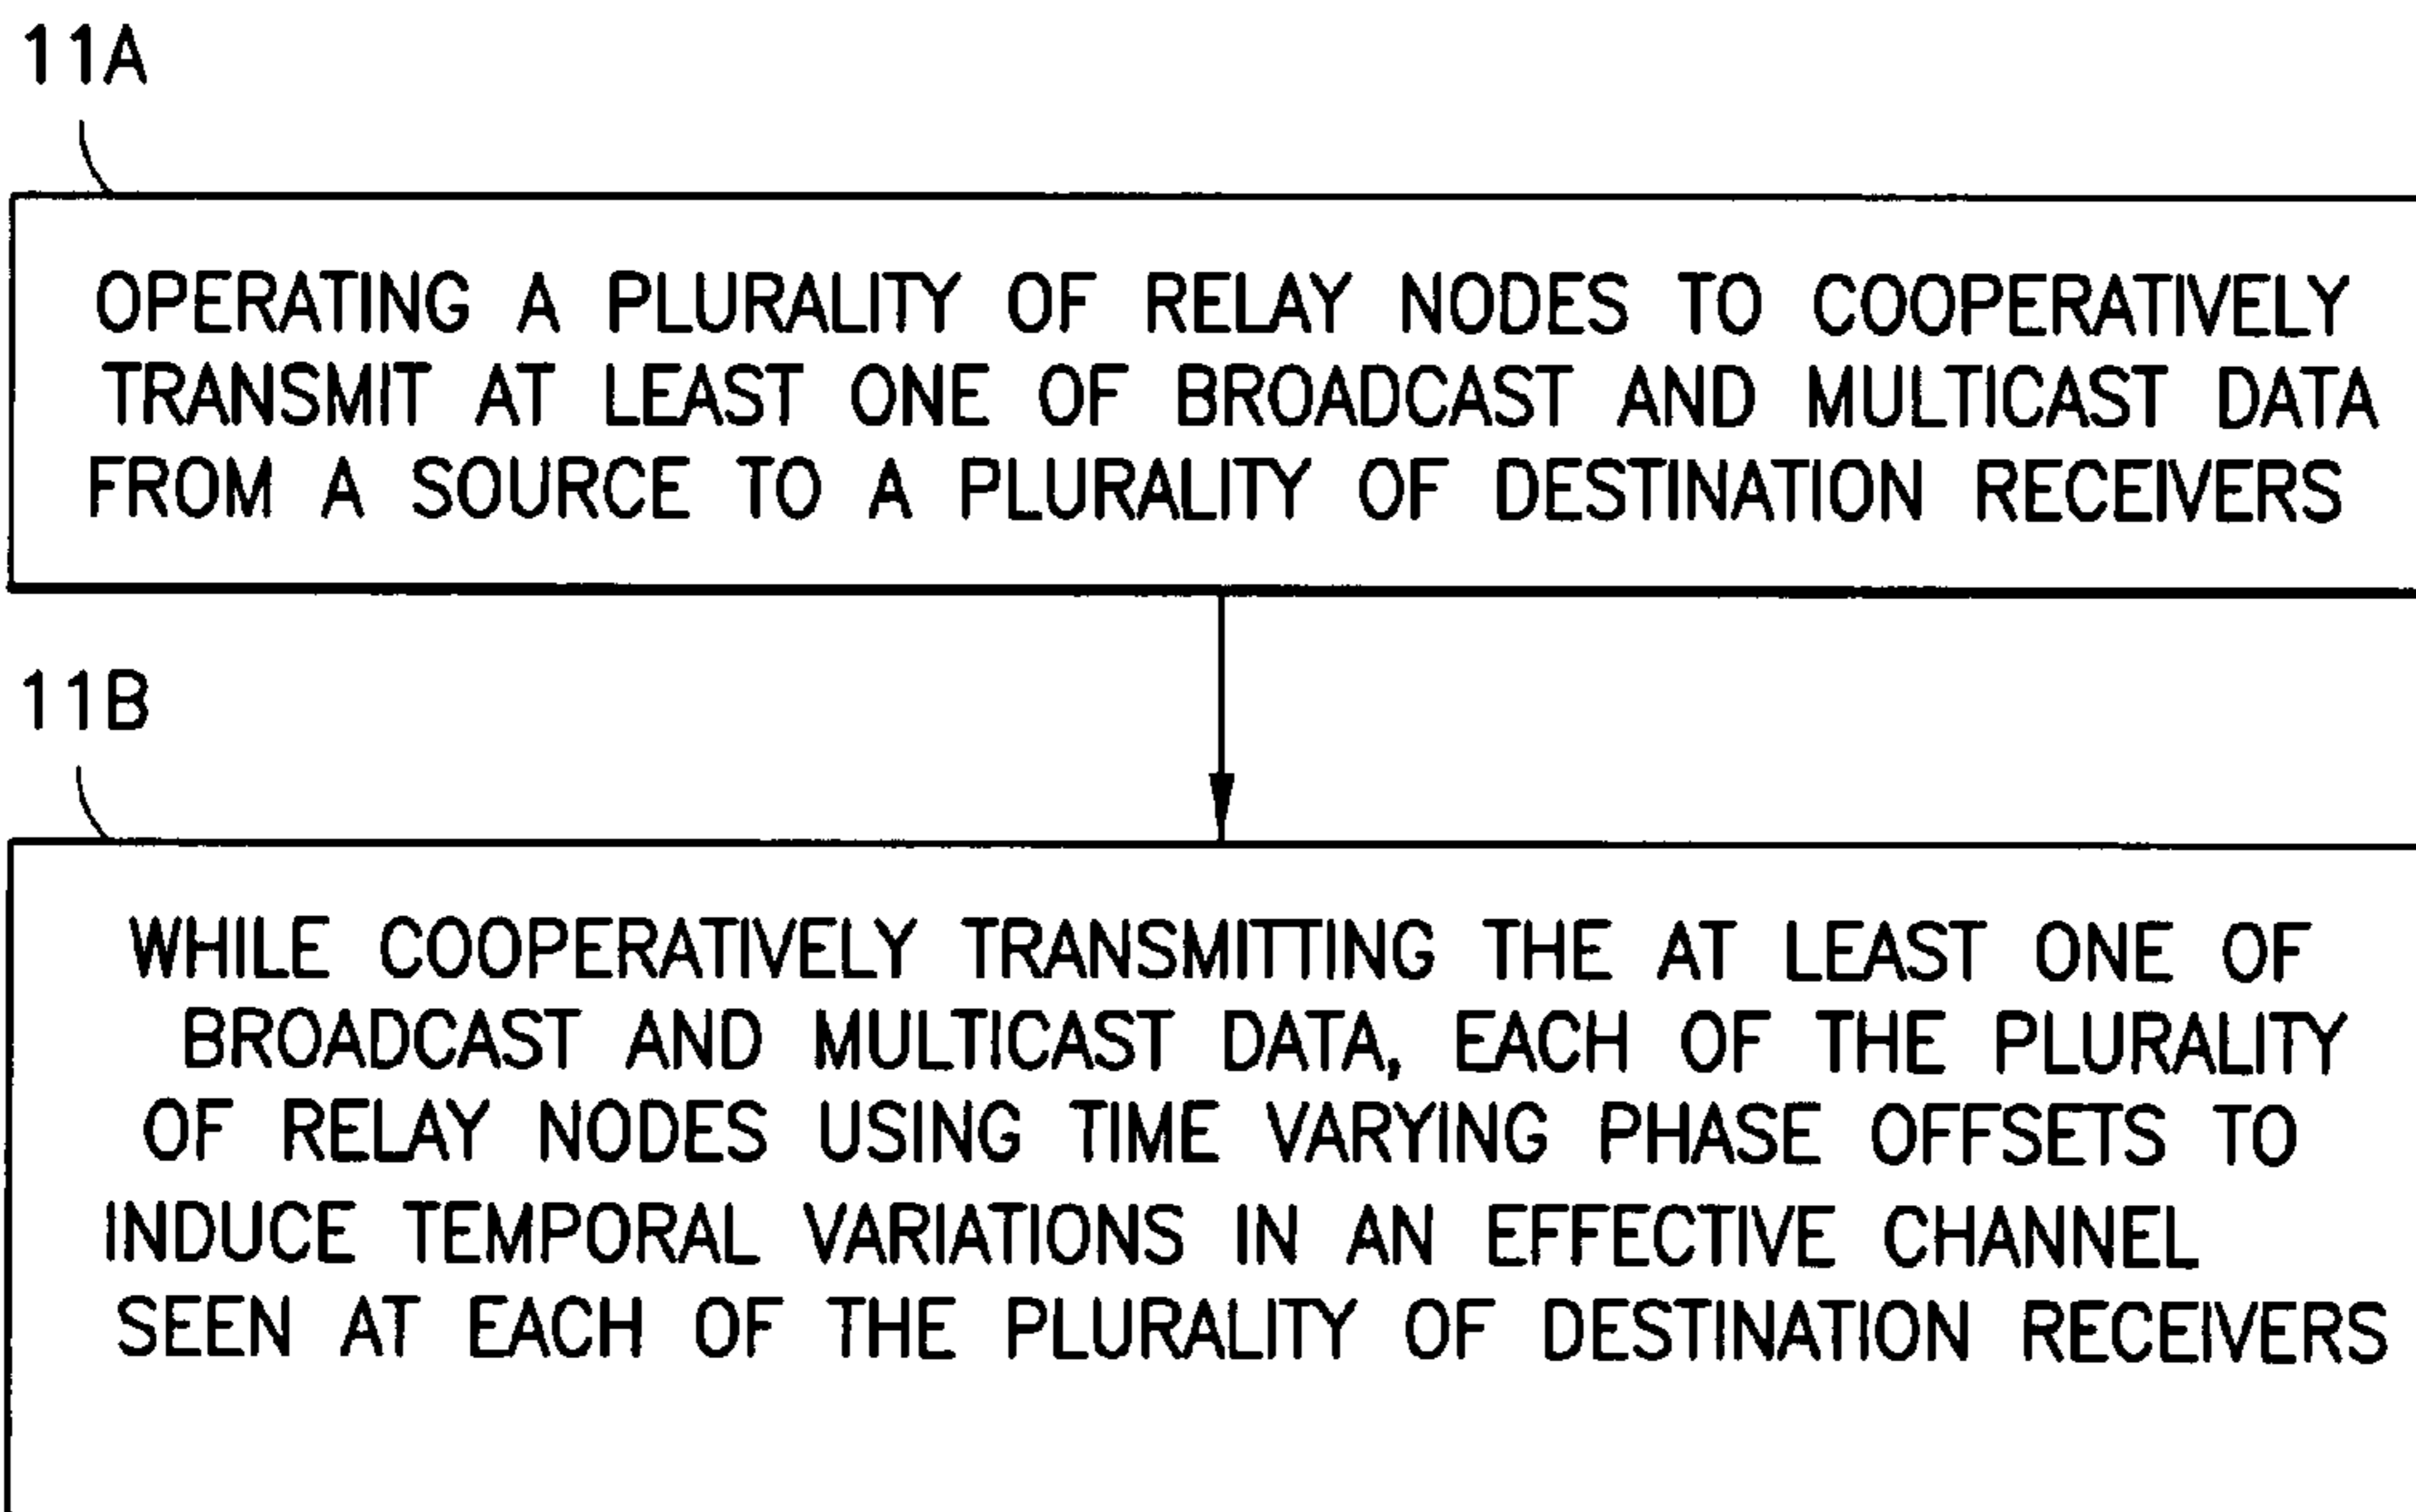 11A
OPERATING A PLURALITY OF RELAY NODES TO COOPERATIVELY
TRANSMIT AT LEAST ONE OF BROADCAST AND MULTICAST DATA
FROM A SOURCE TO A PLURALITY OF DESTINATION RECEIVERS
11B
WHILE COOPERATIVELY TRANSMITTING THE AT LEAST ONE OF
BROADCAST AND MULTICAST DATA, EACH OF THE PLURALITY
OF RELAY NODES USING TIME VARYING PHASE OFFSETS TO
INDUCE TEMPORAL VARIATIONS IN AN EFFECTIVE CHANNEL
SEEN AT EACH OF THE PLURALITY OF DESTINATION RECEIVERS